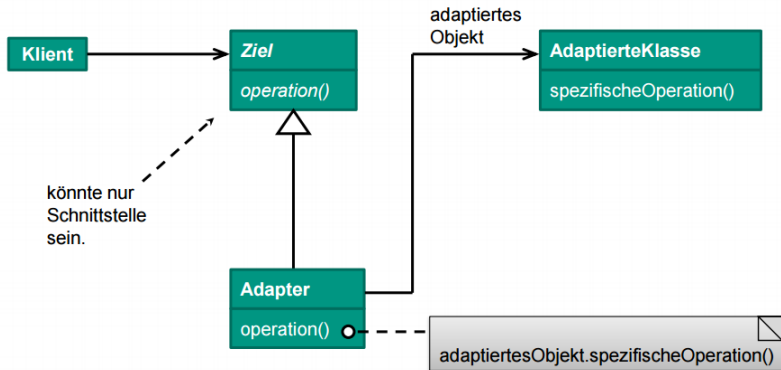 Klient
Ziel
operation()
adaptiertes
Objekt
AdaptierteKlasse
spezifischeOperation()
könnte nur
Schnittstelle
sein.
Adapter
operation()
adaptiertesObjekt.spezifischeOperation()